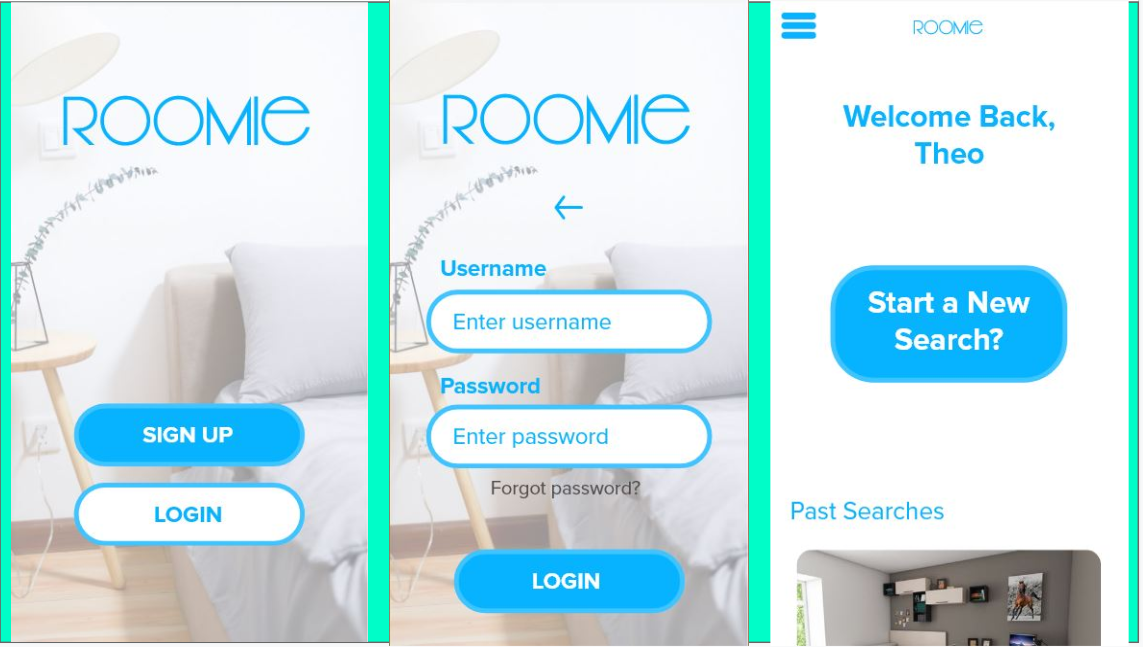 ROOMIE
SIGN UP
LOGIN
ROOMIE
Username
Enter username
Password
Enter password
Forgot password?
LOGIN
ROOMIE
Welcome Back,
Theo
Start a New
Search?
Past Searches